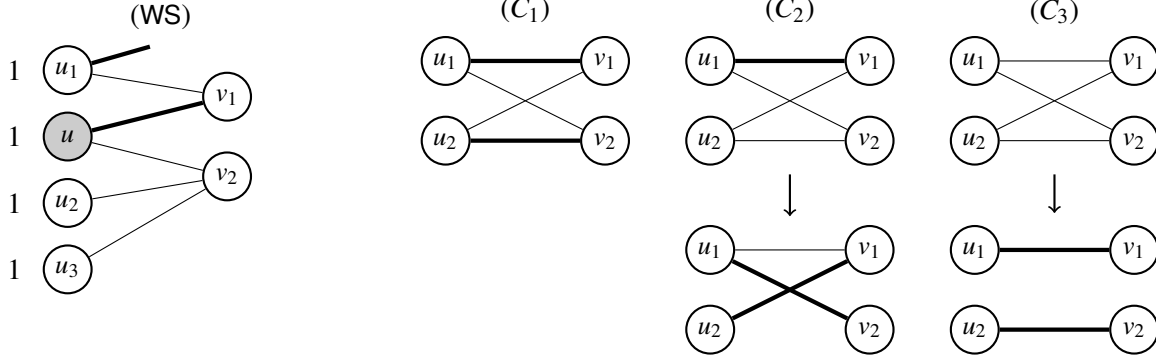 (WS) (C1) (C2) (C3)
1 u1 v1
1 u v2
1 u2
1 u3
u1 v1 u1 v1 u1 v1
u2 v2 u2 v2 u2 v2
↓ ↓
u1 v1 u1 v1
u2 v2 u2 v2